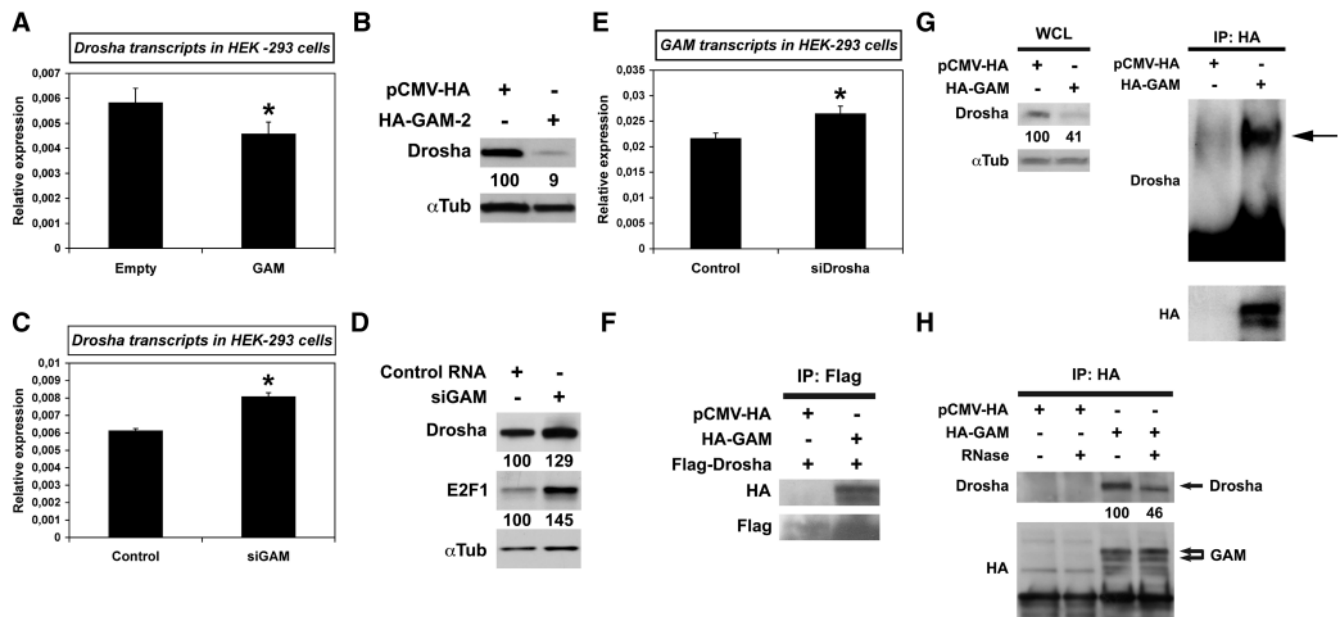 A
Drosha transcripts in HEK -293 cells
Relative expression
0,007
0,006
0,005
0,004
0,003
0,002
0,001
0
*
Empty
GAM
B
pCMV-HA + -
HA-GAM-2 - +
Drosha
100 9
αTub
C
Drosha transcripts in HEK-293 cells
Relative expression
0,01
0,009
0,008
0,007
0,006
0,005
0,004
0,003
0,002
0,001
0
*
Control
siGAM
D
Control RNA + -
siGAM - +
Drosha
100 129
E2F1
100 145
αTub
E
GAM transcripts in HEK-293 cells
Relative expression
0,035
0,03
0,025
0,02
0,015
0,01
0,005
0
*
Control
siDrosha
F
IP: Flag
pCMV-HA + -
HA-GAM - +
Flag-Drosha + +
HA
Flag
G
WCL
pCMV-HA + -
HA-GAM - +
Drosha
100 41
αTub
IP: HA
pCMV-HA + -
HA-GAM - +
Drosha
HA
H
IP: HA
pCMV-HA + + - -
HA-GAM - - + +
RNase - + - +
Drosha
Drosha
100 46
HA
GAM